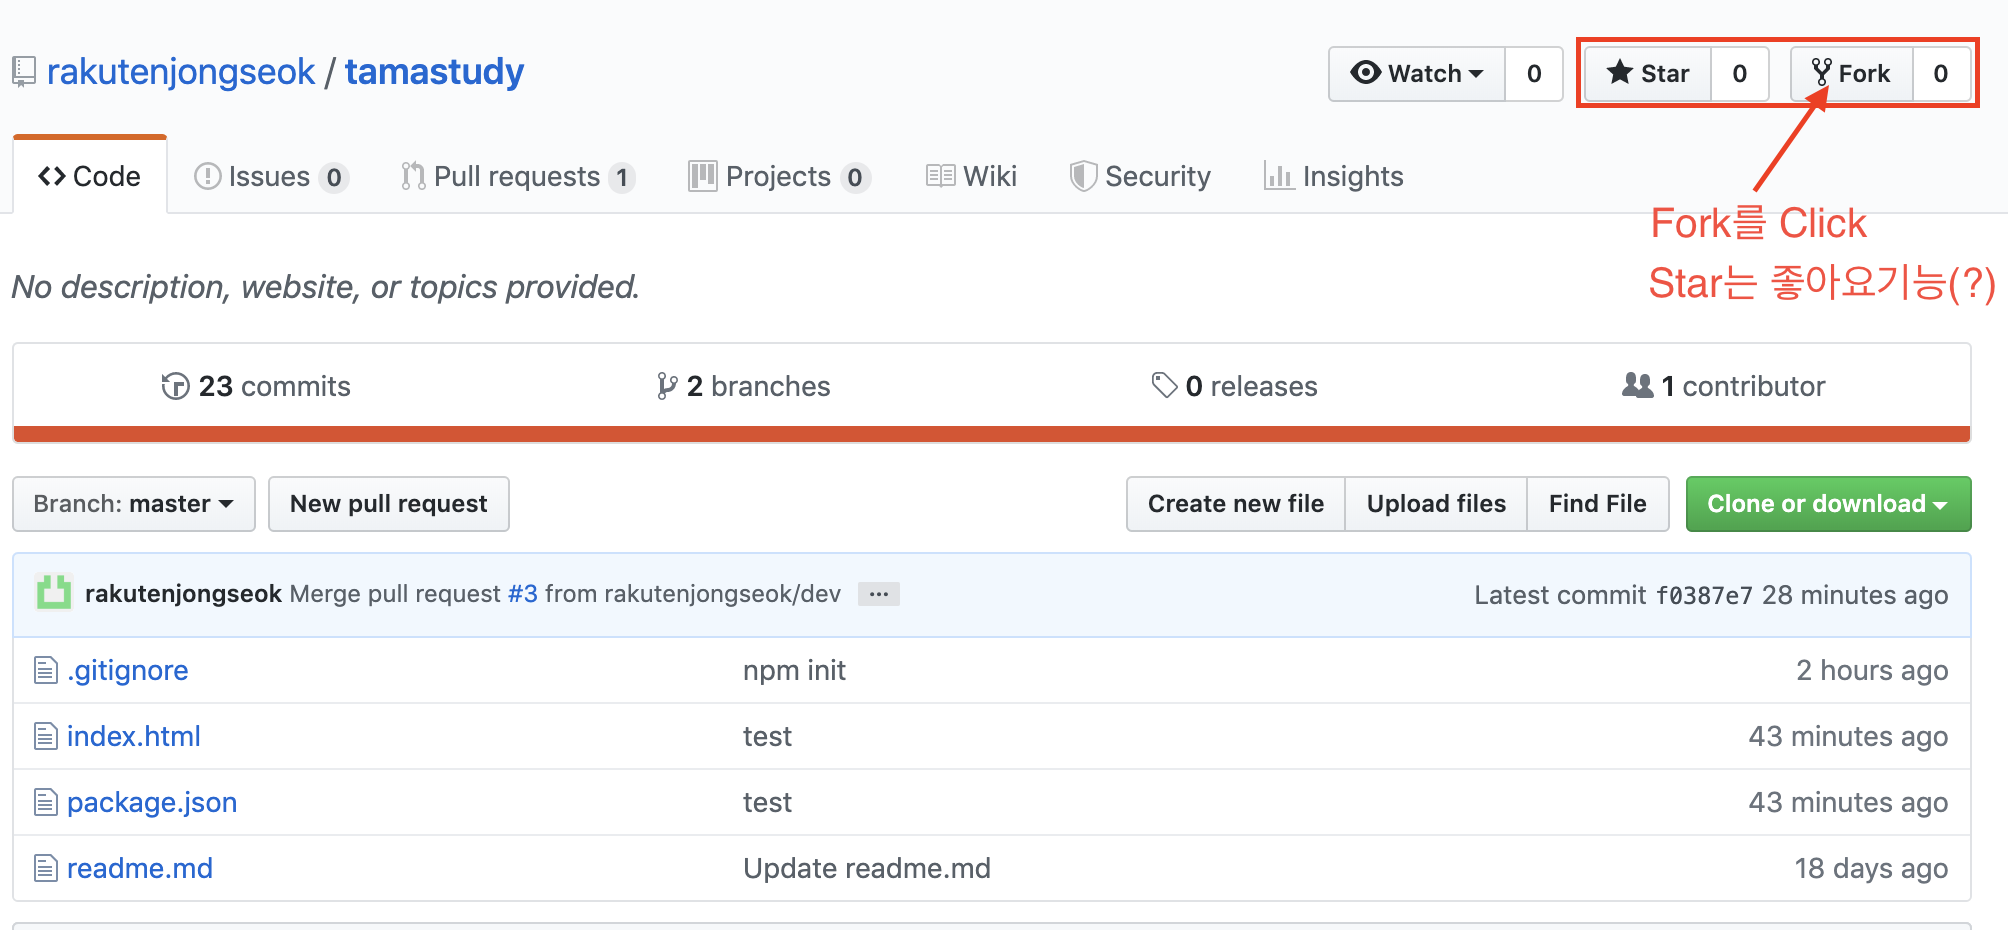 rakutenjongseok / tamastudy
Watch 0 Star 0 Fork 0
Code Issues 0 Pull requests 1 Projects 0 Wiki Security Insights
Fork를 Click
Star는 좋아요기능(?)
No description, website, or topics provided.
23 commits 2 branches 0 releases 1 contributor
Branch: master New pull request Create new file Upload files Find File Clone or download
rakutenjongseok Merge pull request #3 from rakutenjongseok/dev ... Latest commit f0387e7 28 minutes ago
.gitignore npm init 2 hours ago
index.html test 43 minutes ago
package.json test 43 minutes ago
readme.md Update readme.md 18 days ago